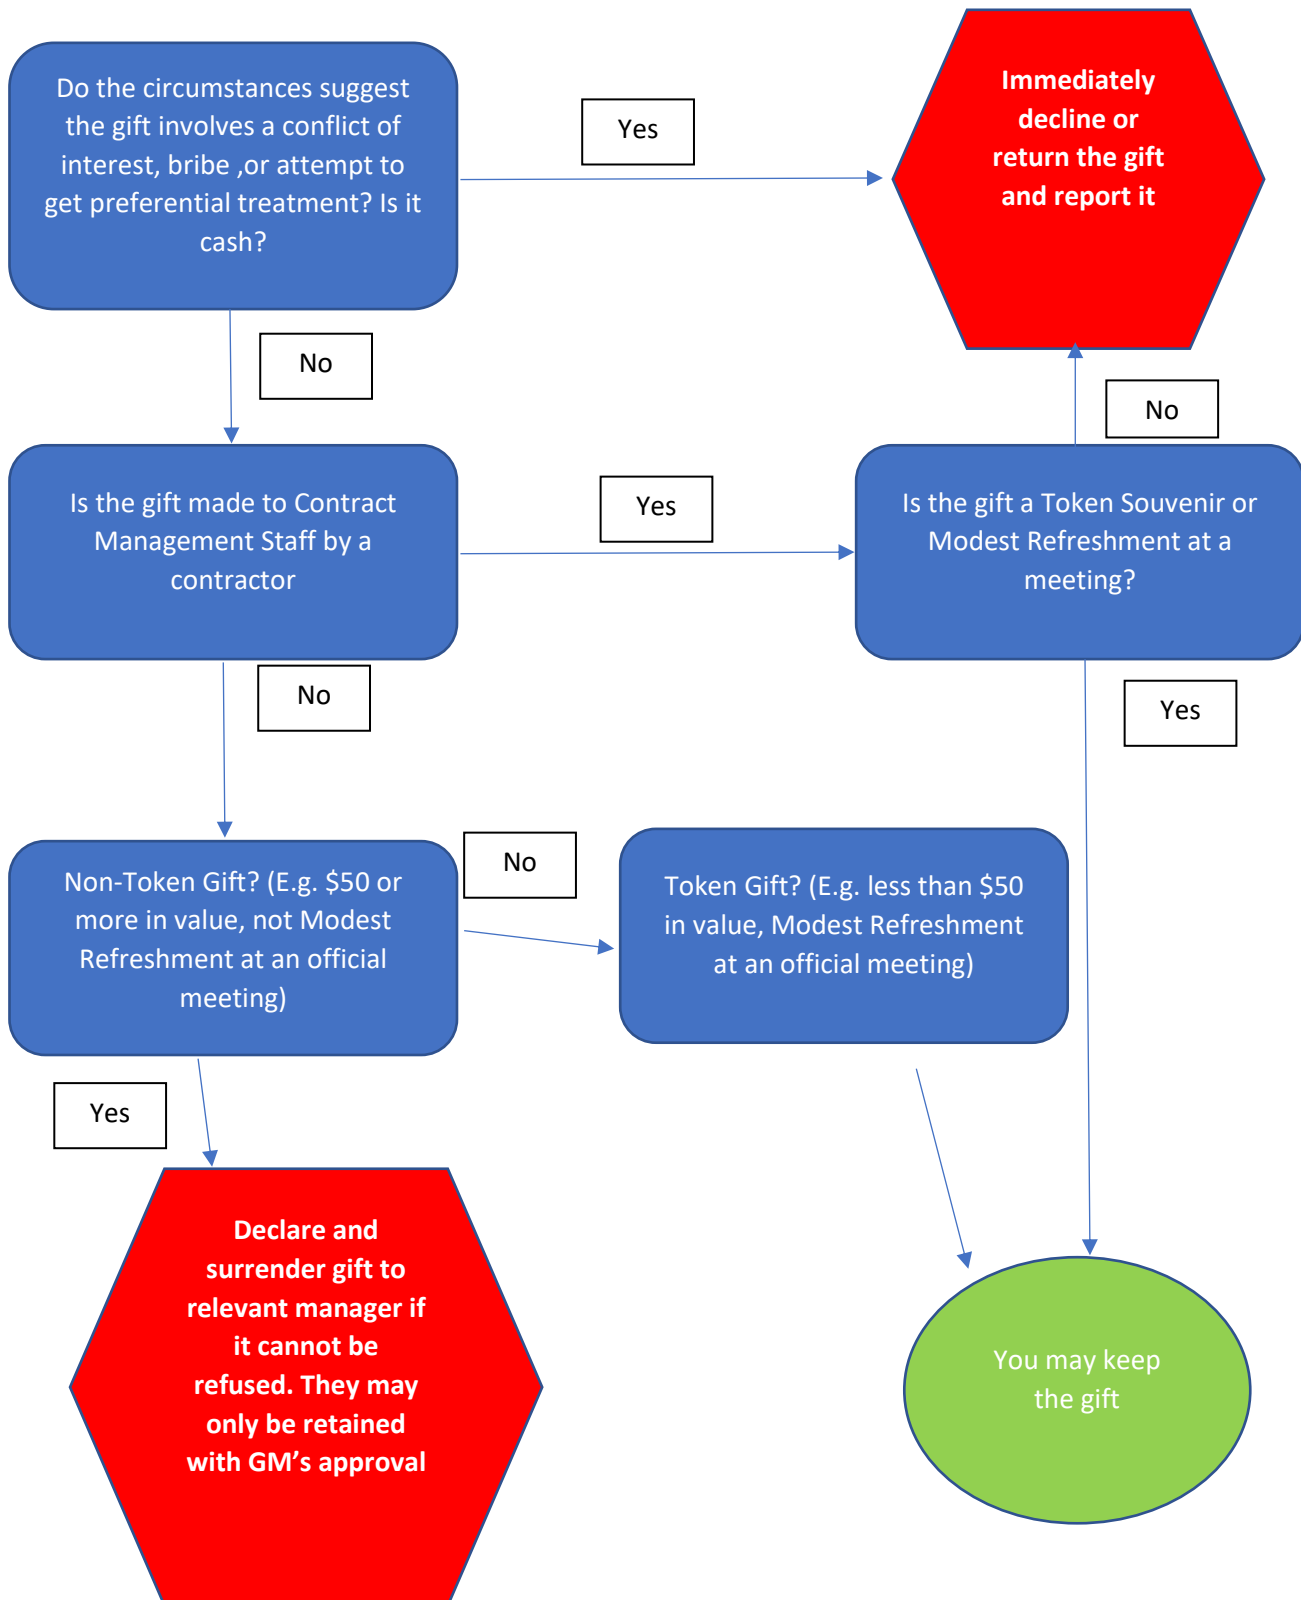 Do the circumstances suggest
the gift involves a conflict of
interest, bribe ,or attempt to
get preferential treatment? Is it
cash?
Yes
Immediately
decline or
return the gift
and report it
No
No
Is the gift made to Contract
Management Staff by a
contractor
Yes
Is the gift a Token Souvenir or
Modest Refreshment at a
meeting?
No
Yes
Non-Token Gift? (E.g. $50 or
more in value, not Modest
Refreshment at an official
meeting)
No
Token Gift? (E.g. less than $50
in value, Modest Refreshment
at an official meeting)
Yes
Declare and
surrender gift to
relevant manager if
it cannot be
refused. They may
only be retained
with GM’s approval
You may keep
the gift